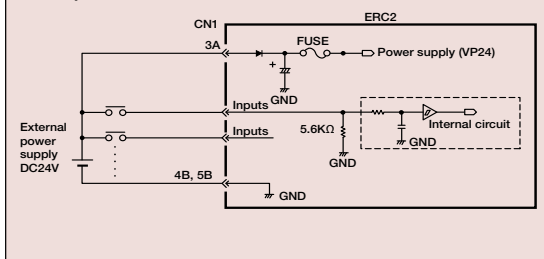 ERC2
CN1
3A
FUSE
Power supply (VP24)
+
GND
Inputs
Inputs
5.6KΩ
Internal circuit
GND
GND
External
power
supply
DC24V
4B, 5B
GND